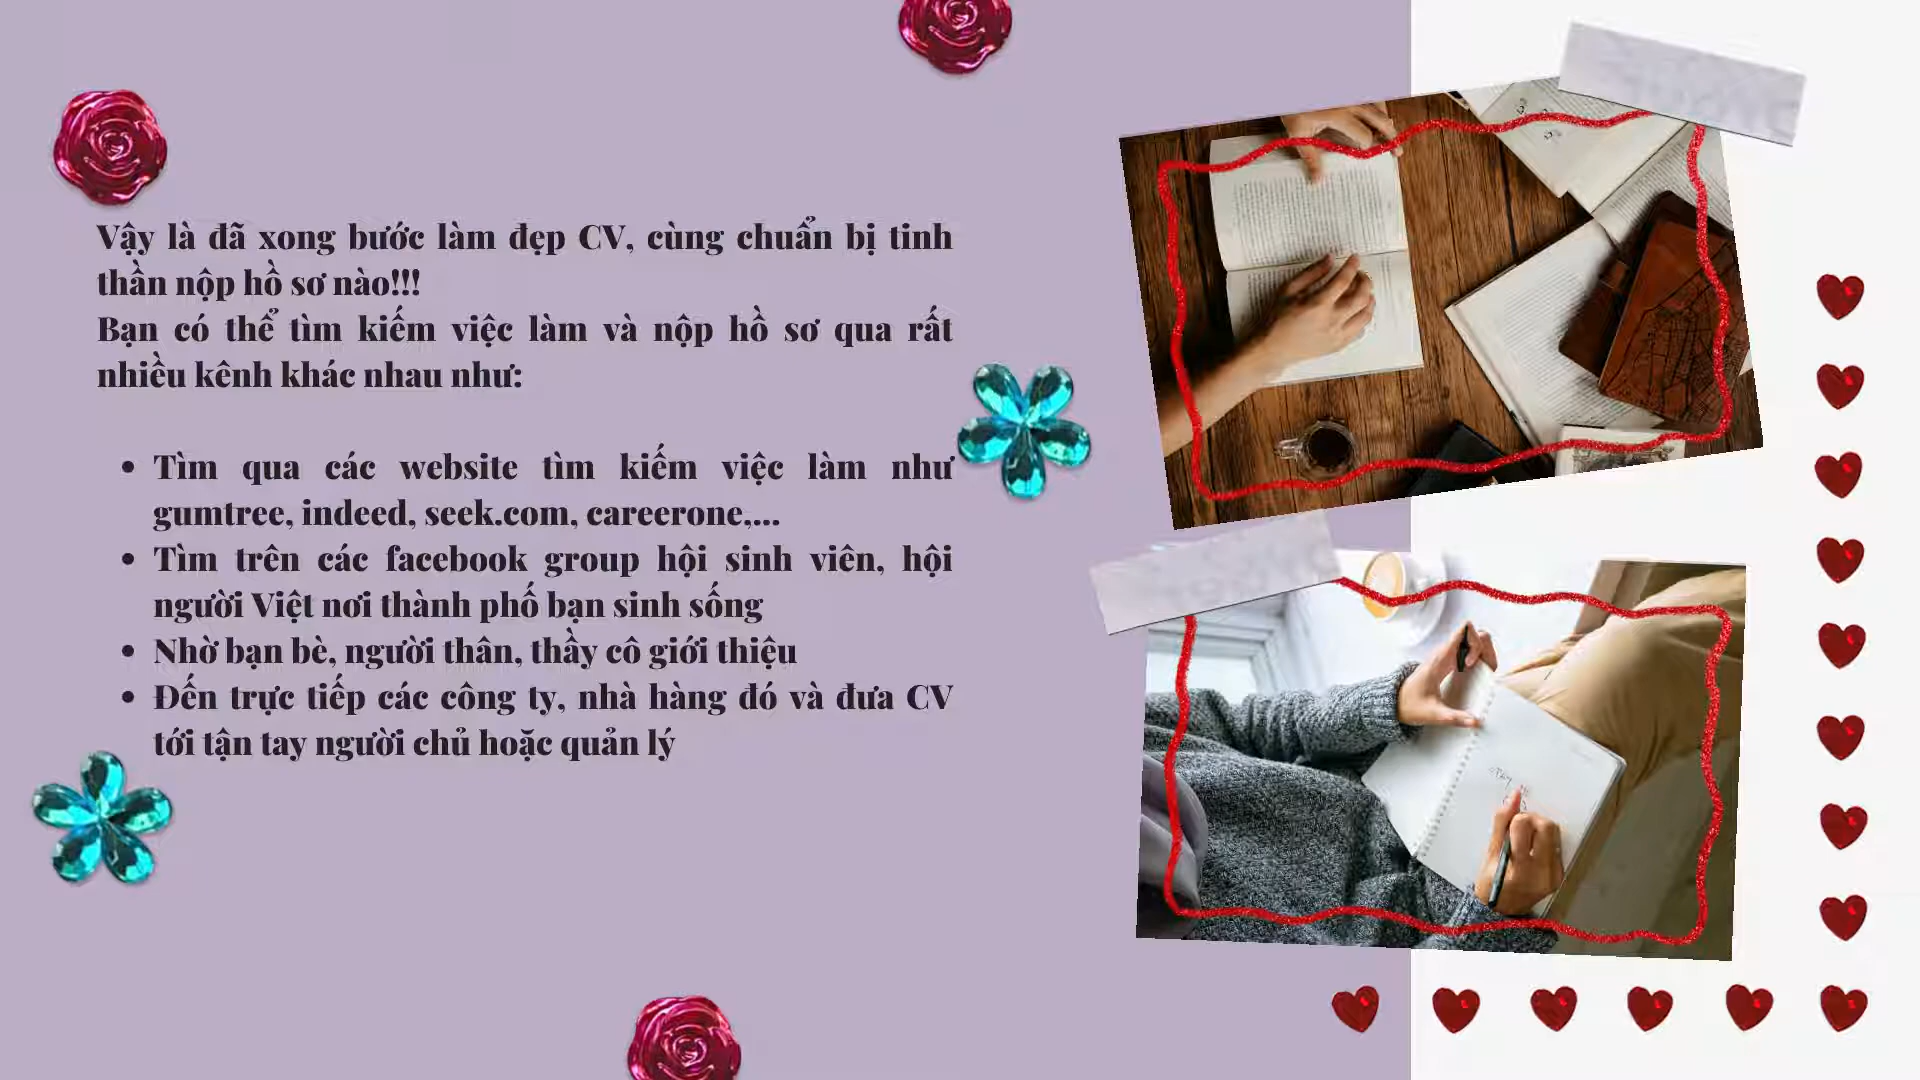 Vậy là đã xong bước làm đẹp CV, cùng chuẩn bị tinh
thần nộp hồ sơ nào!!!
Bạn có thể tìm kiếm việc làm và nộp hồ sơ qua rất
nhiều kênh khác nhau như:
• Tìm qua các website tìm kiếm việc làm như
gumtree, indeed, seek.com, careerone,...
• Tìm trên các facebook group hội sinh viên, hội
người Việt nơi thành phố bạn sinh sống
• Nhờ bạn bè, người thân, thầy cô giới thiệu
• Đến trực tiếp các công ty, nhà hàng đó và đưa CV
tới tận tay người chủ hoặc quản lý